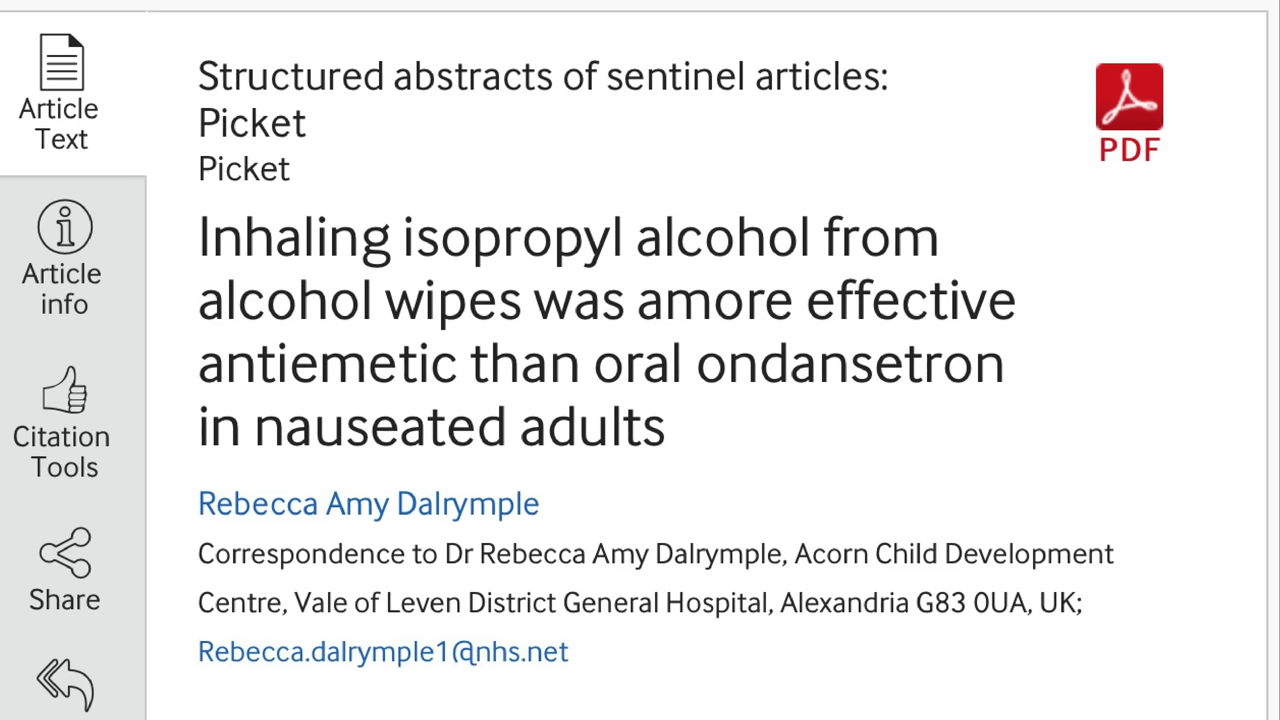 Article
Text
Article
info
Citation
Tools
Share
Structured abstracts of sentinel articles:
Picket
Picket
PDF
Inhaling isopropyl alcohol from
alcohol wipes was amore effective
antiemetic than oral ondansetron
in nauseated adults
Rebecca Amy Dalrymple
Correspondence to Dr Rebecca Amy Dalrymple, Acorn Child Development
Centre, Vale of Leven District General Hospital, Alexandria G83 0UA, UK;
Rebecca.dalrymple1@nhs.net